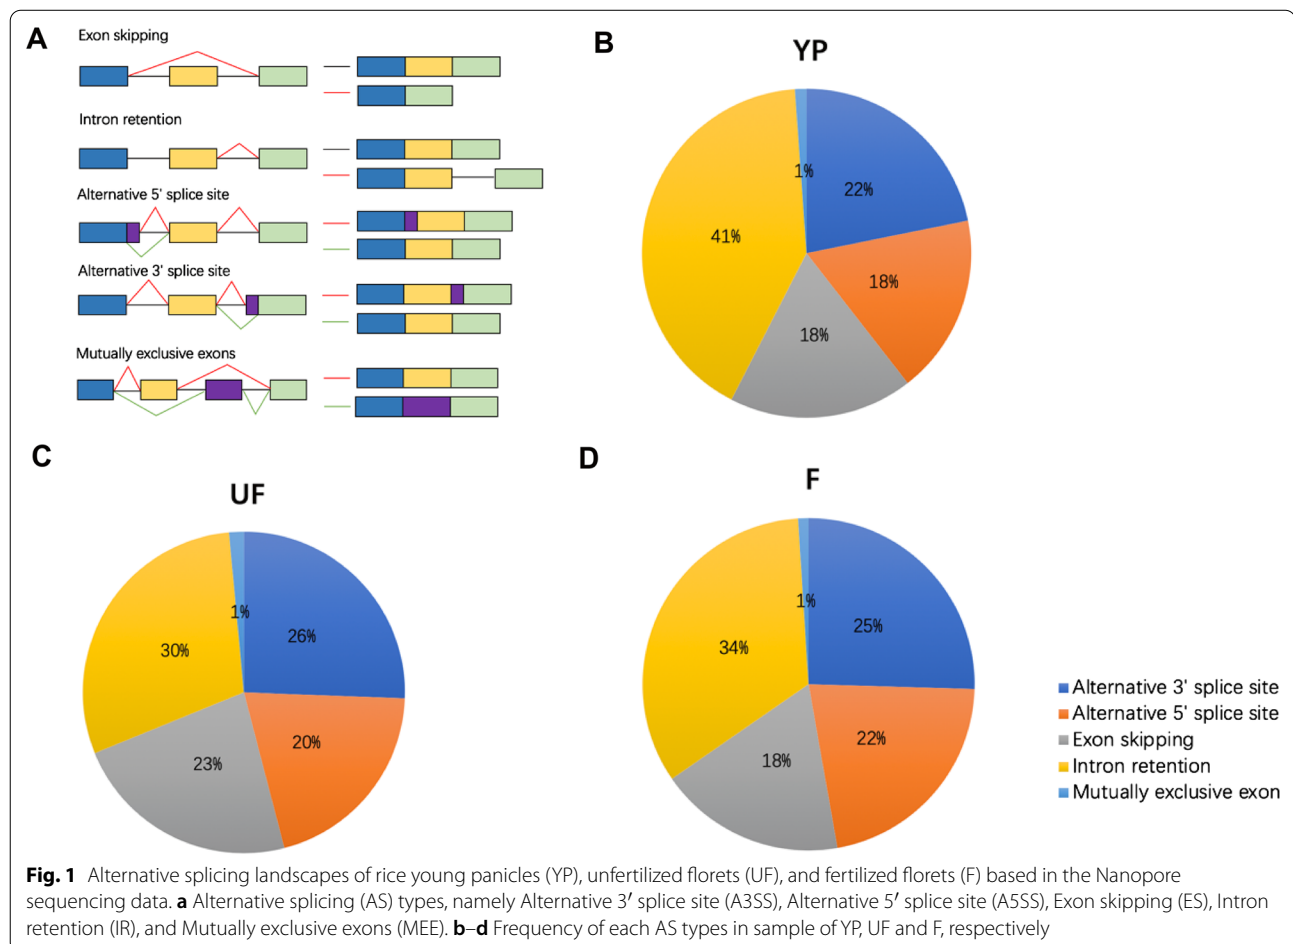 A
Exon skipping
Intron retention
Alternative 5' splice site
Alternative 3' splice site
Mutually exclusive exons
B
YP
1%
22%
41%
18%
18%
C
UF
1%
26%
30%
20%
23%
D
F
1%
25%
34%
22%
18%
Alternative 3' splice site
Alternative 5' splice site
Exon skipping
Intron retention
Mutually exclusive exon
Fig. 1 Alternative splicing landscapes of rice young panicles (YP), unfertilized florets (UF), and fertilized florets (F) based in the Nanopore
sequencing data. a Alternative splicing (AS) types, namely Alternative 3′ splice site (A3SS), Alternative 5′ splice site (A5SS), Exon skipping (ES), Intron
retention (IR), and Mutually exclusive exons (MEE). b–d Frequency of each AS types in sample of YP, UF and F, respectively